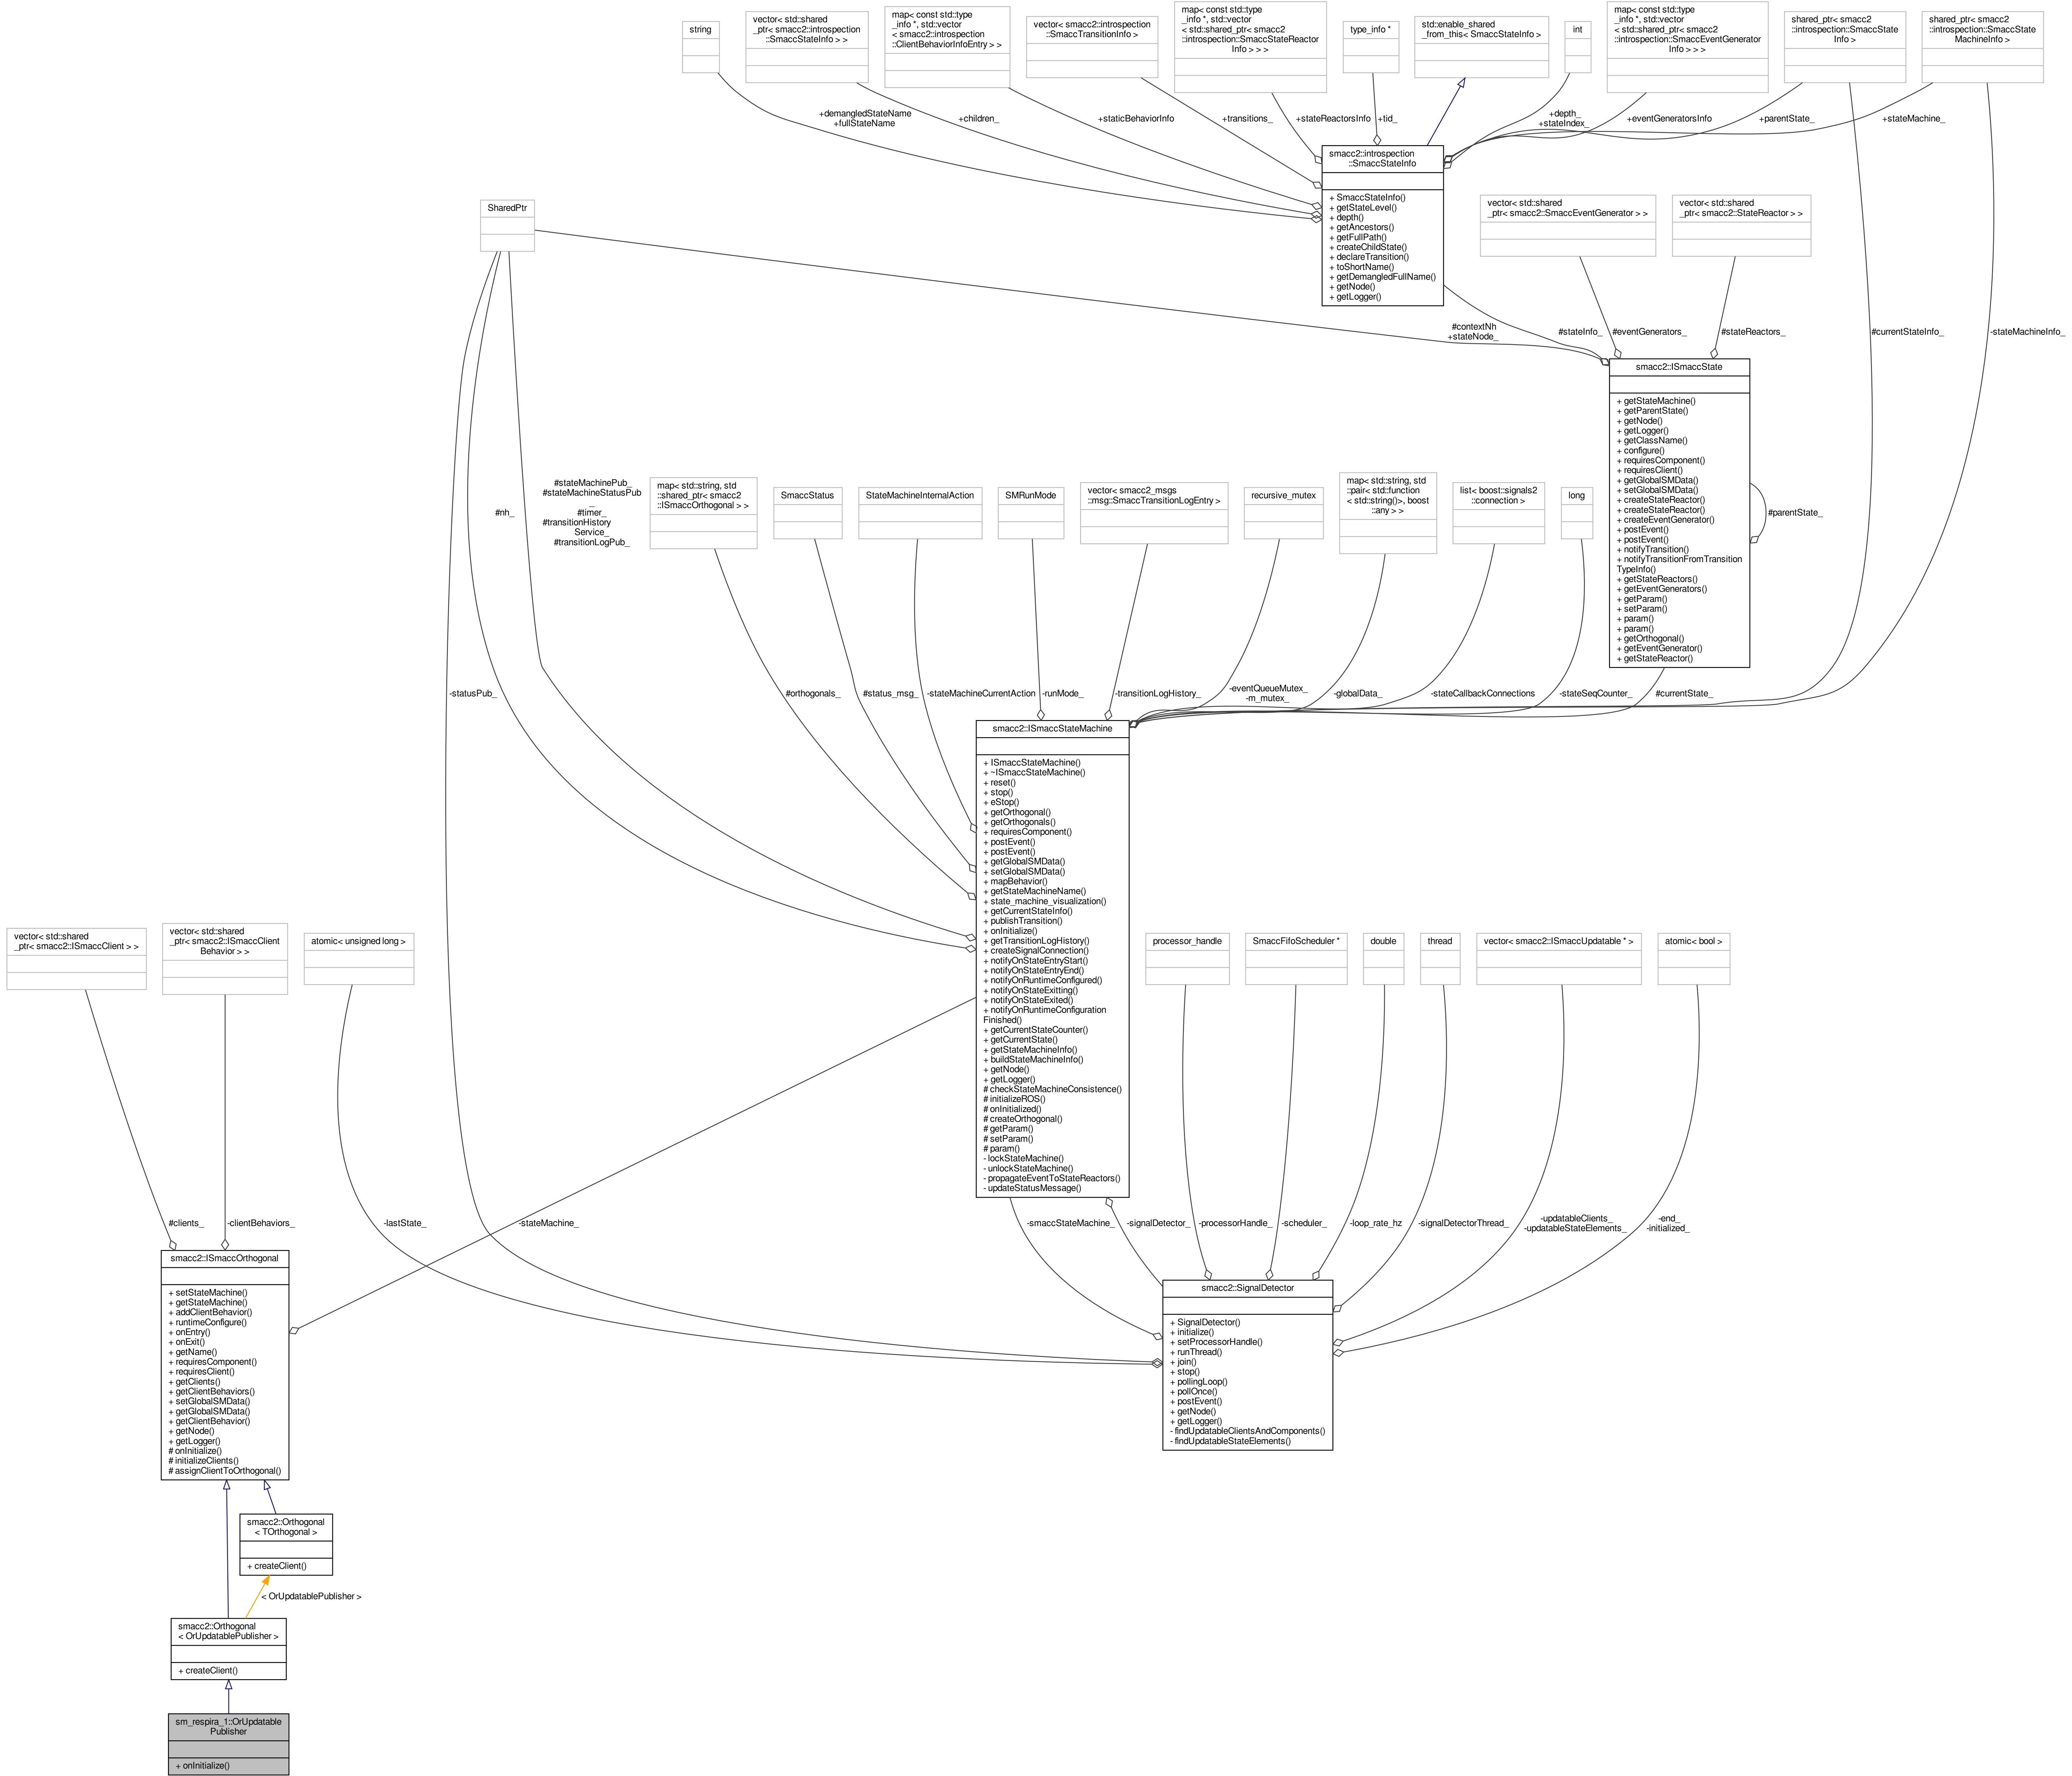 string
vector< std::shared
_ptr< smacc2::introspection
::SmaccStateInfo > >
map< const std::type
_info *, std::vector
< smacc2::introspection
::ClientBehaviorInfoEntry > >
vector< smacc2::introspection
::SmaccTransitionInfo >
map< const std::type
_info *, std::vector
< std::shared_ptr< smacc2
::introspection::SmaccStateReactor
Info > > >
type_info *
std::enable_shared
_from_this< SmaccStateInfo >
int
map< const std::type
_info *, std::vector
< std::shared_ptr< smacc2
::introspection::SmaccEventGenerator
Info > > >
shared_ptr< smacc2
::introspection::SmaccState
Info >
shared_ptr< smacc2
::introspection::SmaccState
MachineInfo >
+demangledStateName
+fullStateName
+children_
+staticBehaviorInfo
+transitions_
+stateReactorsInfo
+tid_
+depth_
+stateIndex_
+eventGeneratorsInfo
+parentState_
+stateMachine_
smacc2::introspection
::SmaccStateInfo
+ SmaccStateInfo()
+ getStateLevel()
+ depth()
+ getAncestors()
+ getFullPath()
+ createChildState()
+ declareTransition()
+ toShortName()
+ getDemangledFullName()
+ getNode()
+ getLogger()
SharedPtr
vector< std::shared
_ptr< smacc2::SmaccEventGenerator > >
vector< std::shared
_ptr< smacc2::StateReactor > >
#contextNh
+stateNode_
#stateInfo_
#eventGenerators_
#stateReactors_
#currentStateInfo_
-stateMachineInfo_
smacc2::ISmaccState
+ getStateMachine()
+ getParentState()
+ getNode()
+ getLogger()
+ getClassName()
+ configure()
+ requiresComponent()
+ requiresClient()
+ getGlobalSMData()
+ setGlobalSMData()
+ createStateReactor()
+ createStateReactor()
+ createEventGenerator()
+ postEvent()
+ postEvent()
+ notifyTransition()
+ notifyTransitionFromTransition
TypeInfo()
+ getStateReactors()
+ getEventGenerators()
+ getParam()
+ setParam()
+ param()
+ param()
+ getOrthogonal()
+ getEventGenerator()
+ getStateReactor()
#parentState_
#nh_
#stateMachinePub_
#stateMachineStatusPub
_
#timer_
#transitionHistory
Service_
#transitionLogPub_
map< std::string, std
::shared_ptr< smacc2
::ISmaccOrthogonal > >
SmaccStatus
StateMachineInternalAction
SMRunMode
vector< smacc2_msgs
::msg::SmaccTransitionLogEntry >
recursive_mutex
map< std::string, std
::pair< std::function
< std::string()>, boost
::any > >
list< boost::signals2
::connection >
long
-statusPub_
#orthogonals_
#status_msg_
-stateMachineCurrentAction
-runMode_
-transitionLogHistory_
-eventQueueMutex_
-m_mutex_
-globalData_
-stateCallbackConnections
-stateSeqCounter_
#currentState_
smacc2::ISmaccStateMachine
+ ISmaccStateMachine()
+ ~ISmaccStateMachine()
+ reset()
+ stop()
+ eStop()
+ getOrthogonal()
+ getOrthogonals()
+ requiresComponent()
+ postEvent()
+ postEvent()
+ getGlobalSMData()
+ setGlobalSMData()
+ mapBehavior()
+ getStateMachineName()
+ state_machine_visualization()
+ getCurrentStateInfo()
+ publishTransition()
+ onInitialize()
+ getTransitionLogHistory()
+ createSignalConnection()
+ notifyOnStateEntryStart()
+ notifyOnStateEntryEnd()
+ notifyOnRuntimeConfigured()
+ notifyOnStateExitting()
+ notifyOnStateExited()
+ notifyOnRuntimeConfiguration
Finished()
+ getCurrentStateCounter()
+ getCurrentState()
+ getStateMachineInfo()
+ buildStateMachineInfo()
+ getNode()
+ getLogger()
# checkStateMachineConsistence()
# initializeROS()
# onInitialized()
# createOrthogonal()
# getParam()
# setParam()
# param()
- lockStateMachine()
- unlockStateMachine()
- propagateEventToStateReactors()
- updateStatusMessage()
vector< std::shared
_ptr< smacc2::ISmaccClient > >
vector< std::shared
_ptr< smacc2::ISmaccClient
Behavior > >
atomic< unsigned long >
processor_handle
SmaccFifoScheduler *
double
thread
vector< smacc2::ISmaccUpdatable * >
atomic< bool >
#clients_
-clientBehaviors_
-lastState_
-stateMachine_
-smaccStateMachine_
-signalDetector_
-processorHandle_
-scheduler_
-loop_rate_hz
-signalDetectorThread_
-updatableClients_
-updatableStateElements_
-end_
-initialized_
smacc2::ISmaccOrthogonal
+ setStateMachine()
+ getStateMachine()
+ addClientBehavior()
+ runtimeConfigure()
+ onEntry()
+ onExit()
+ getName()
+ requiresComponent()
+ requiresClient()
+ getClients()
+ getClientBehaviors()
+ setGlobalSMData()
+ getGlobalSMData()
+ getClientBehavior()
+ getNode()
+ getLogger()
# onInitialize()
# initializeClients()
# assignClientToOrthogonal()
smacc2::SignalDetector
+ SignalDetector()
+ initialize()
+ setProcessorHandle()
+ runThread()
+ join()
+ stop()
+ pollingLoop()
+ pollOnce()
+ postEvent()
+ getNode()
+ getLogger()
- findUpdatableClientsAndComponents()
- findUpdatableStateElements()
smacc2::Orthogonal
< TOrthogonal >
+ createClient()
< OrUpdatablePublisher >
smacc2::Orthogonal
< OrUpdatablePublisher >
+ createClient()
sm_respira_1::OrUpdatable
Publisher
+ onInitialize()